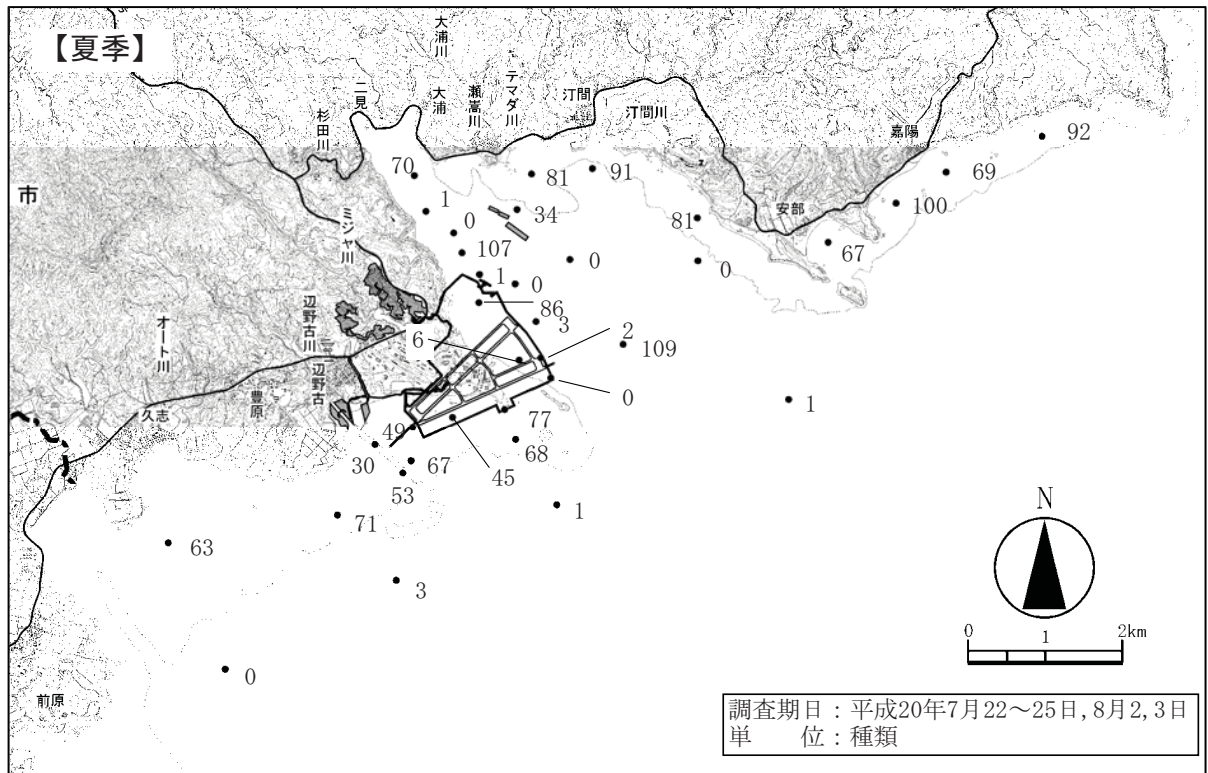 【夏季】
大浦川
テマダ川
汀間
二見
大浦
瀬嵩川
汀間川
杉田川
嘉陽
92
市
70
81
91
69
1
34
安部
100
ミジャ川
0
81
107
0
0
67
1
0
辺野古川
86
3
オート川
6
2
109
辺野古
豊原
久志
0
1
49
77
30
67
45
68
53
71
1
63
N
3
0 1 2km
0
前原
調査期日:平成20年7月22~25日,8月2,3日
単 位:種類